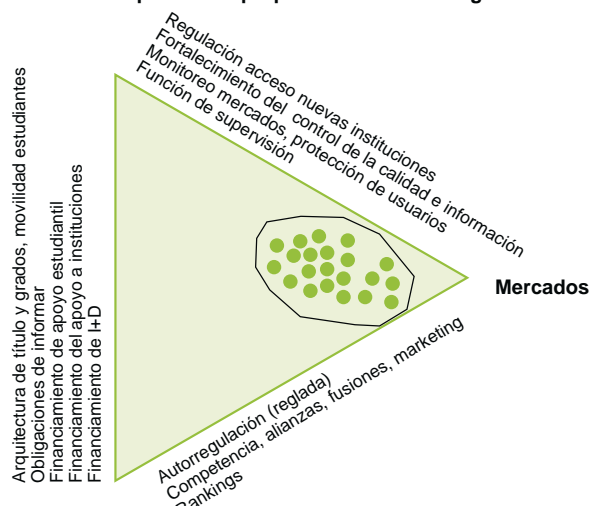 Regulación acceso nuevas instituciones
Fortalecimiento del control de la calidad e información
Monitoreo mercados, protección de usuarios
Función de supervisión
Arquitectura de título y grados, movilidad estudiantes
Obligaciones de informar
Financiamiento de apoyo estudiantil
Financiamiento del apoyo a instituciones
Financiamiento de I+D
Mercados
Autorregulación (reglada)
Competencia, alianzas, fusiones, marketing
Rankings